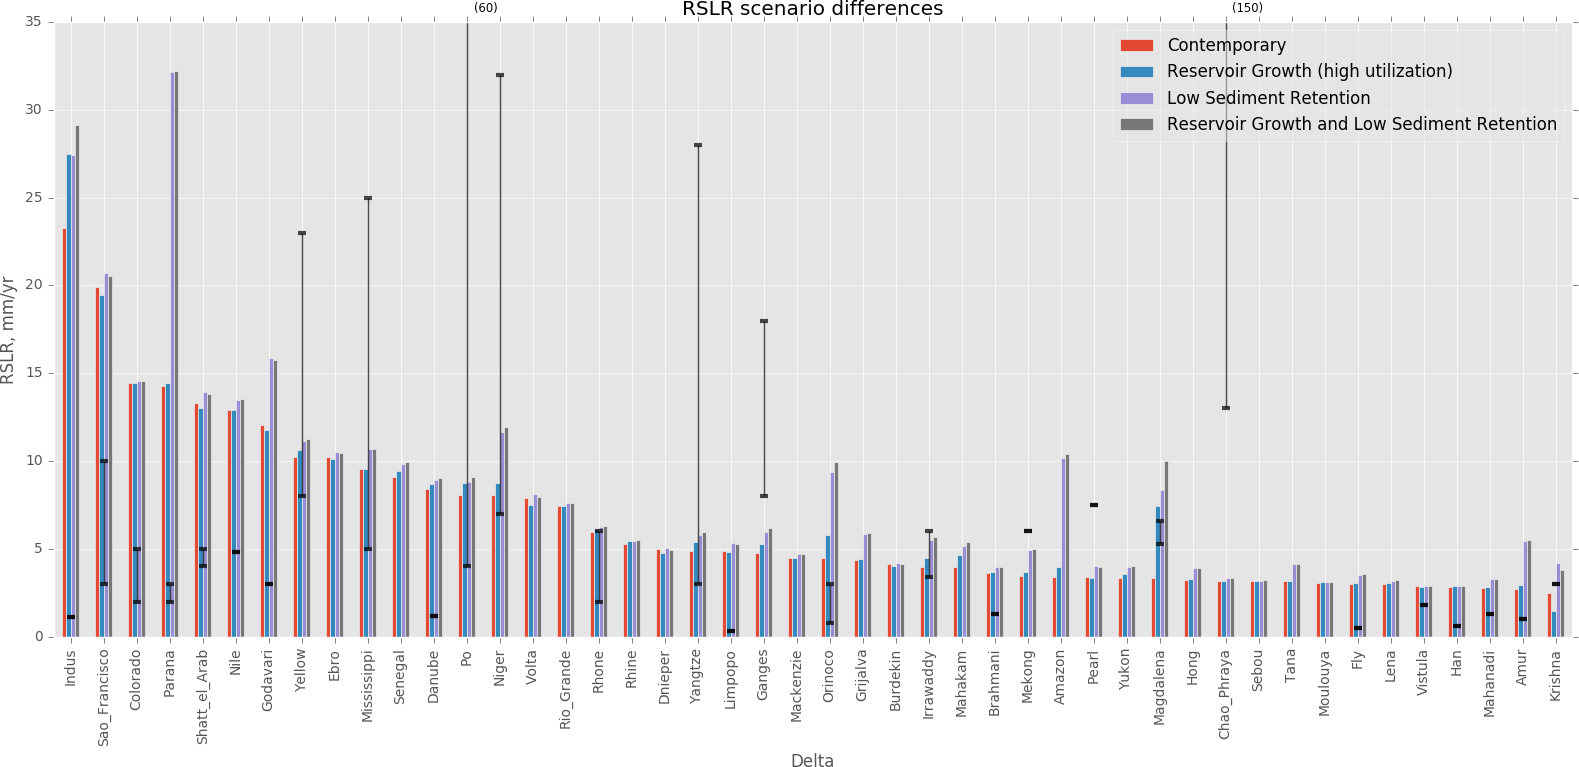 (60)
RSLR scenario differences
(150)
35
30
25
20
15
10
5
0
RSLR, mm/yr
Contemporary
Reservoir Growth (high utilization)
Low Sediment Retention
Reservoir Growth and Low Sediment Retention
Indus
Sao_Francisco
Colorado
Parana
Shatt_el_Arab
Nile
Godavari
Yellow
Ebro
Mississippi
Senegal
Danube
Po
Niger
Volta
Rio_Grande
Rhone
Rhine
Dnieper
Yangtze
Limpopo
Ganges
Mackenzie
Orinoco
Grijalva
Burdekin
Irrawaddy
Mahakam
Brahmani
Mekong
Amazon
Pearl
Yukon
Magdalena
Hong
Chao_Phraya
Sebou
Tana
Moulouya
Fly
Lena
Vistula
Han
Mahanadi
Amur
Krishna
Delta